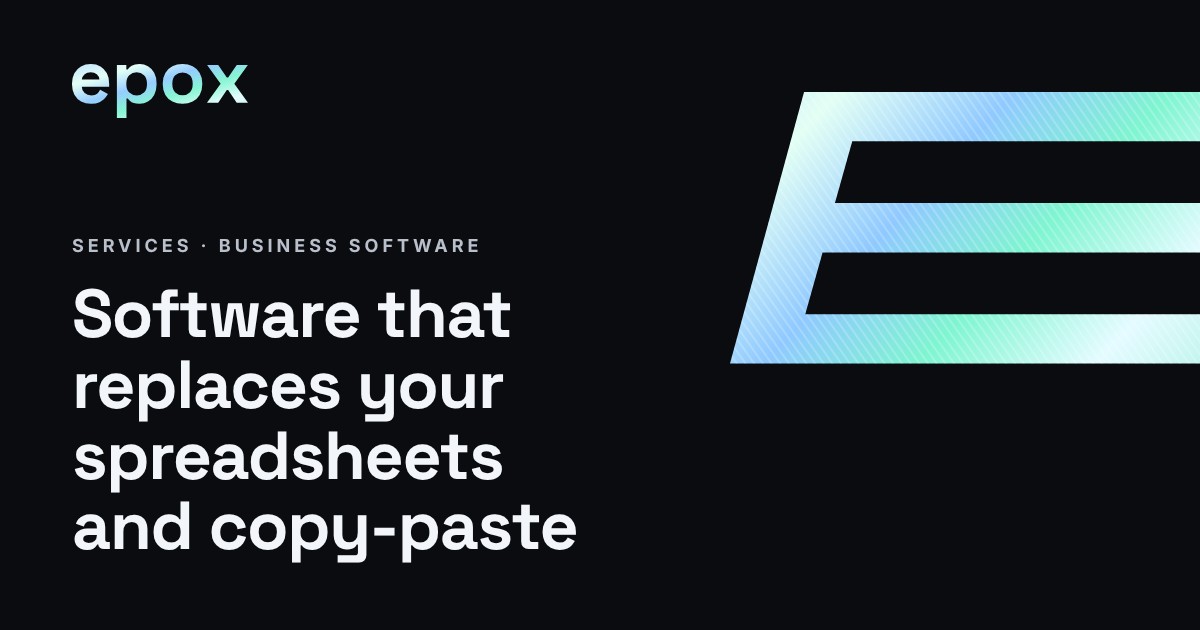 epox
SERVICES · BUSINESS SOFTWARE
Software that
replaces your
spreadsheets
and copy-paste